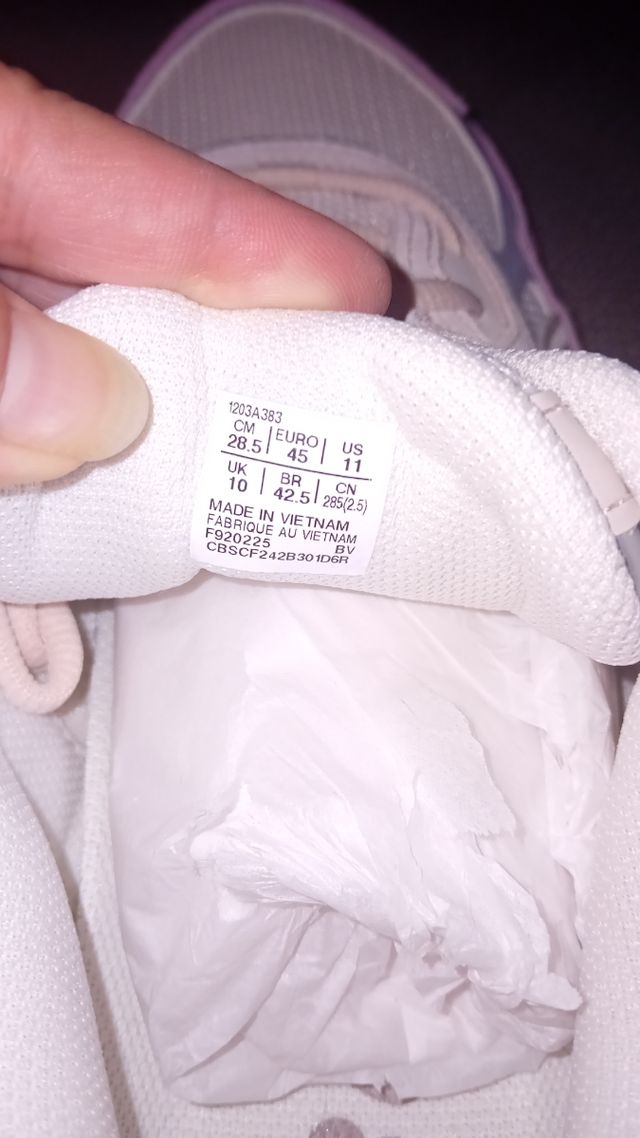 1203A383
CM EURO US
28.5 45 11
UK BR CN
10 42.5 285(2.5)
MADE IN VIETNAM
FABRIQUE AU VIETNAM
F920225 BV
CBSCF242B301D6R